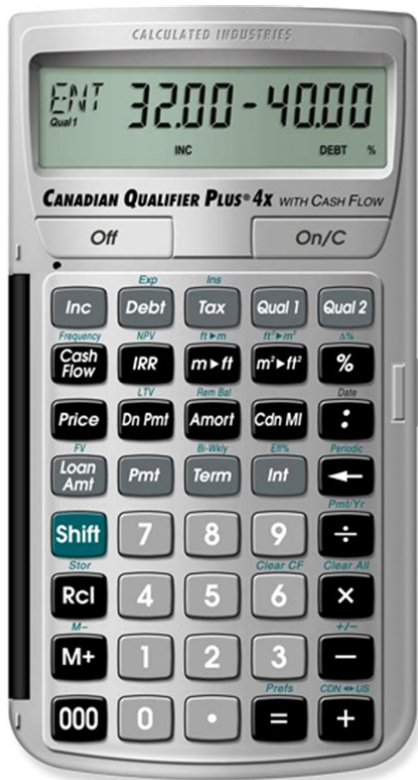 CALCULATED INDUSTRIES
ENT 32.00-40.00
Qual 1
INC DEBT %
CANADIAN QUALIFIER PLUS® 4X WITH CASH FLOW
Off On/C
Exp Ins
Inc Debt Tax Qual 1 Qual 2
Frequency NPV ft▶m ft²▶m² Δ%
Cash Flow IRR m▶ft m²▶ft² %
LTV Rem Bal Date
Price Dn Pmt Amort Cdn MI :
FV Bi-Wkly Eff% Periodic
Loan Amt Pmt Term Int ←
Pmt/Yr
Shift 7 8 9 ÷
Stor Clear CF Clear All
Rcl 4 5 6 ×
M– +/–
M+ 1 2 3 –
Prefs CDN↔US
000 0 • = +